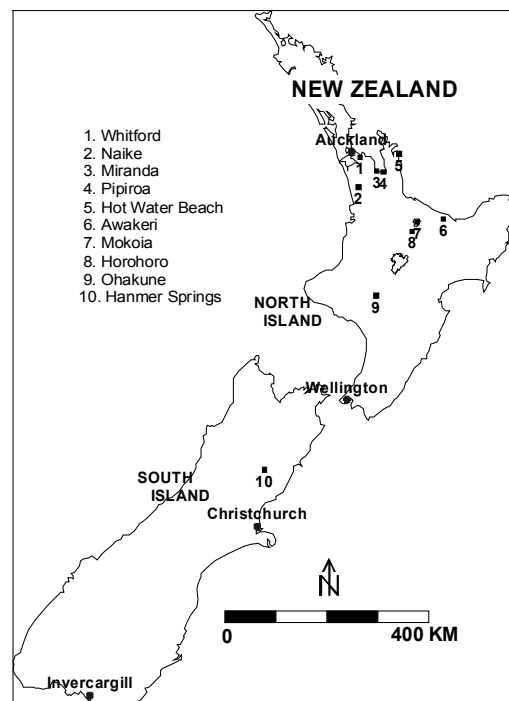 NEW ZEALAND
Auckland
1. Whitford
2. Naike
3. Miranda
4. Pipiroa
5. Hot Water Beach
6. Awakeri
7. Mokoia
8. Horohoro
9. Ohakune
10. Hanmer Springs
1
2
3
4
5
6
7
8
9
NORTH
ISLAND
Wellington
10
SOUTH
ISLAND
Christchurch
N
0
400 KM
Invercargill